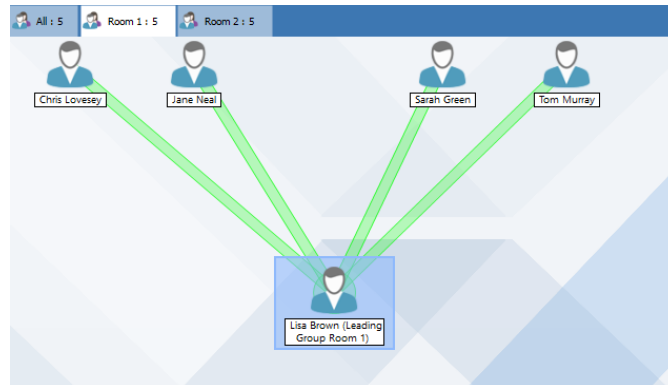 All : 5
Room 1 : 5
Room 2 : 5
Chris Lovesey
Jane Neal
Sarah Green
Tom Murray
Lisa Brown (Leading
Group Room 1)